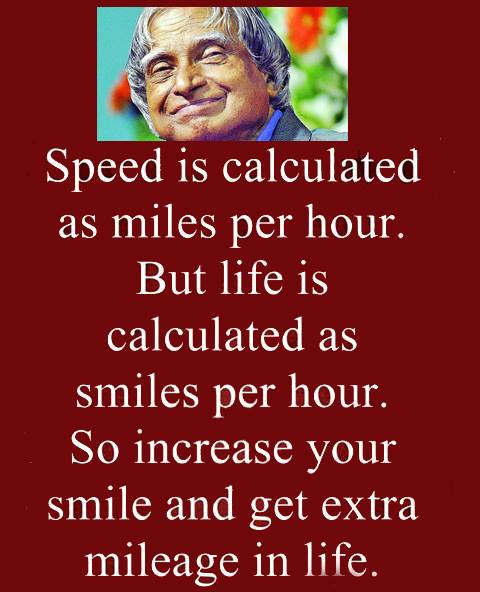 Speed is calculated
as miles per hour.
But life is
calculated as
smiles per hour.
So increase your
smile and get extra
mileage in life.